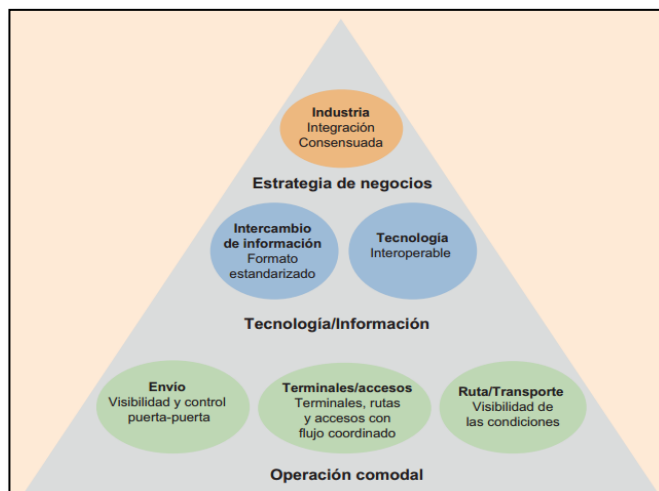 Industria
Integración
Consensuada
Estrategia de negocios
Intercambio
de información
Formato
estandarizado
Tecnología
Interoperable
Tecnología/Información
Envío
Visibilidad y control
puerta-puerta
Terminales/accesos
Terminales, rutas
y accesos con
flujo coordinado
Ruta/Transporte
Visibilidad de
las condiciones
Operación comodal